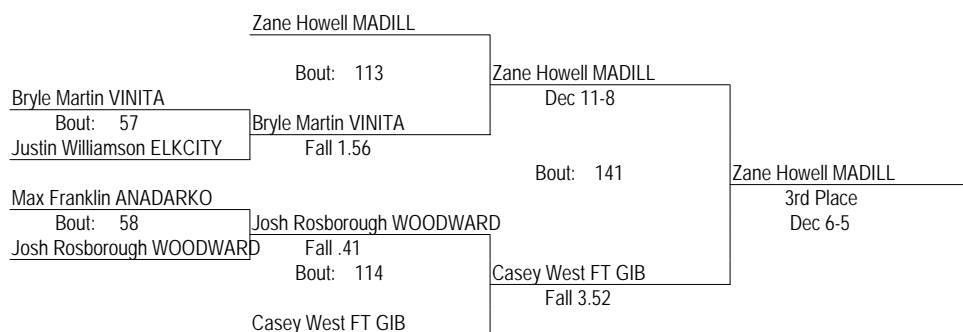 Zane Howell MADILL
Bout: 113
Zane Howell MADILL
Dec 11-8
Bryle Martin VINITA
Bout: 57
Bryle Martin VINITA
Justin Williamson ELKCITY
Fall 1.56
Bout: 141
Zane Howell MADILL
3rd Place
Dec 6-5
Max Franklin ANADARKO
Bout: 58
Josh Rosborough WOODWARD
Josh Rosborough WOODWARD
Fall .41
Bout: 114
Casey West FT GIB
Fall 3.52
Casey West FT GIB